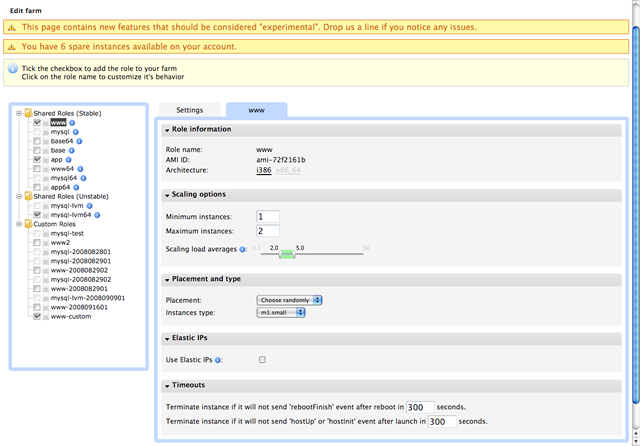 Edit farm
This page contains new features that should be considered "experimental". Drop us a line if you notice any issues.
You have 6 spare instances available on your account.
Tick the checkbox to add the role to your farm
Click on the role name to customize it's behavior
Shared Roles (Stable)
www
mysql
base64
base
app
www64
mysql64
app64
Shared Roles (Unstable)
mysql-lvm
mysql-lvm64
Custom Roles
mysql-test
www2
mysql-2008082801
mysql-2008082901
www-2008082902
mysql-2008082902
www-2008082901
mysql-lvm-2008090901
www-2008091601
www-custom
Settings
www
Role information
Role name: www
AMI ID: ami-72f2161b
Architecture: i386 x86_64
Scaling options
Minimum instances: 1
Maximum instances: 2
Scaling load averages : 2.0 5.0 10
Placement and type
Placement: Choose randomly
Instances type: m1.small
Elastic IPs
Use Elastic IPs :
Timeouts
Terminate instance if it will not send 'rebootFinish' event after reboot in 300 seconds.
Terminate instance if it will not send 'hostUp' or 'hostInit' event after launch in 300 seconds.